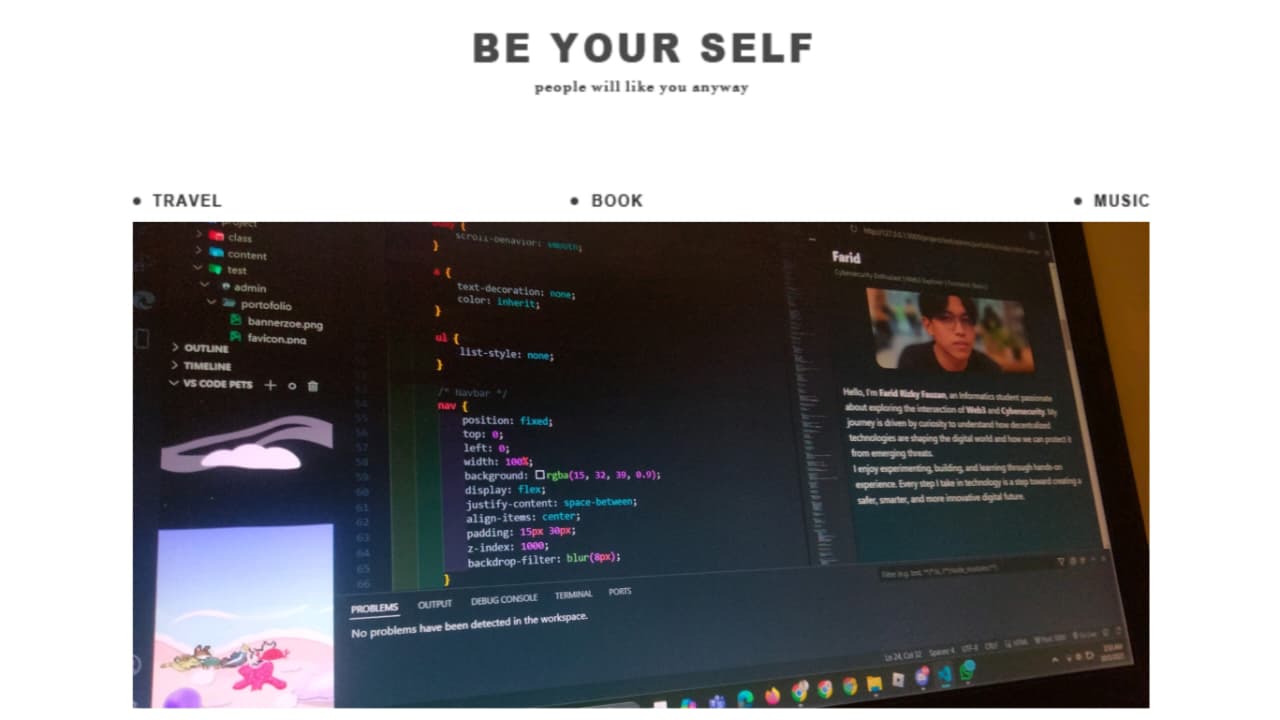 BE YOUR SELF
people will like you anyway
• TRAVEL
• BOOK
• MUSIC
class
content
test
admin
portofolio
bannerzoe.png
favicon.png
OUTLINE
TIMELINE
VS CODE PETS
scroll-behavior: smooth;
}
a {
text-decoration: none;
color: inherit;
}
ul {
list-style: none;
}
/* Navbar */
nav {
position: fixed;
top: 0;
left: 0;
width: 100%;
background: rgba(15, 32, 39, 0.9);
display: flex;
justify-content: space-between;
align-items: center;
padding: 15px 30px;
z-index: 1000;
backdrop-filter: blur(8px);
}
55
56
57
58
59
60
61
62
63
64
65
66
Farid
Hello, I'm Farid Rizky Fauzan, an Informatics student passionate
about exploring the intersection of Web3 and Cybersecurity. My
journey is driven by curiosity to understand how decentralized
technologies are shaping the digital world and how we can protect it
from emerging threats.
I enjoy experimenting, building, and learning through hands-on
experience. Every step I take in technology is a step toward creating a
safer, smarter, and more innovative digital future.
PROBLEMS OUTPUT DEBUG CONSOLE TERMINAL PORTS
No problems have been detected in the workspace.
Ln 24, Col 32 Spaces: 4 UTF-8 CRLF